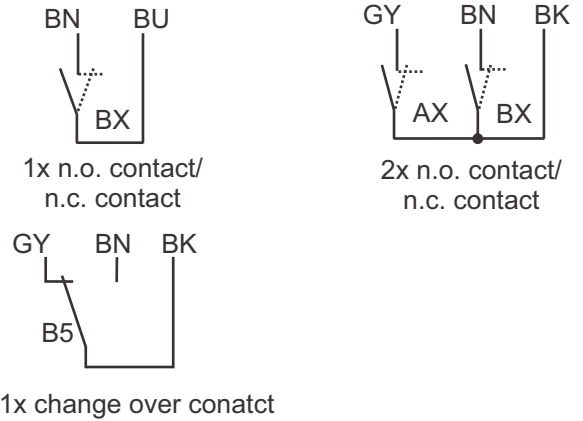 BN BU
BX
1x n.o. contact/
n.c. contact
GY BN BK
AX BX
2x n.o. contact/
n.c. contact
GY BN BK
B5
1x change over conatct